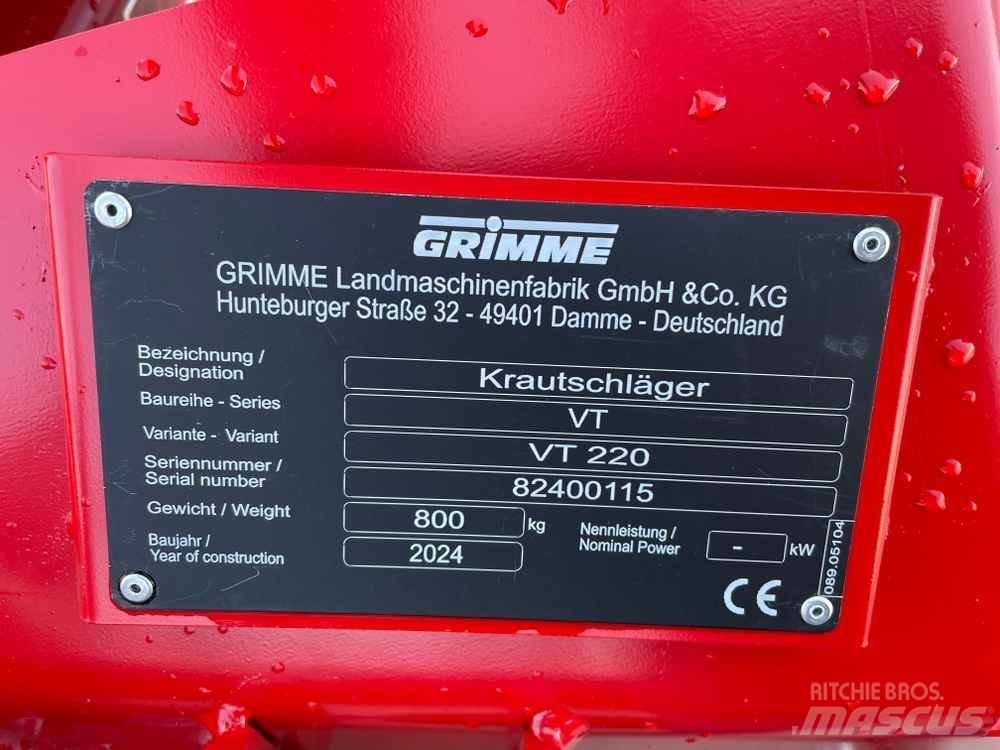 GRIMME
GRIMME Landmaschinenfabrik GmbH &Co. KG
Hunteburger Straße 32 - 49401 Damme - Deutschland
Bezeichnung /
Designation
Krautschläger
Baureihe - Series
VT
Variante - Variant
VT 220
Seriennummer /
Serial number
82400115
Gewicht / Weight
800
kg
Nennleistung /
Nominal Power
-
kW
Baujahr /
Year of construction
2024
CE
089.05104
RITCHIE BROS.
MASCUS